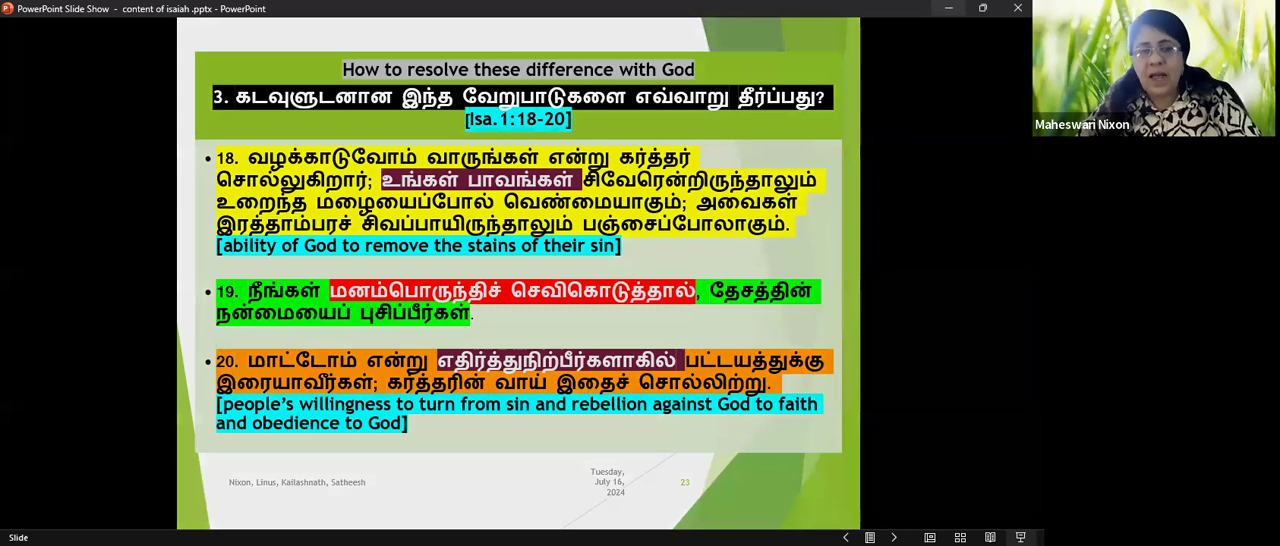 PowerPoint Slide Show - content of isaiah .pptx - PowerPoint
How to resolve these difference with God
3. கடவுளுடனான இந்த வேறுபாடுகளை எவ்வாறு தீர்ப்பது?
[Isa.1:18-20]
• 18. வழக்காடுவோம் வாருங்கள் என்று கர்த்தர்
சொல்லுகிறார்; உங்கள் பாவங்கள் சிவேரென்றிருந்தாலும்
உறைந்த மழையைப்போல் வெண்மையாகும்; அவைகள்
இரத்தாம்பரச் சிவப்பாயிருந்தாலும் பஞ்சைப்போலாகும்.
[ability of God to remove the stains of their sin]
• 19. நீங்கள் மனம்பொருந்திச் செவிகொடுத்தால், தேசத்தின்
நன்மையைப் புசிப்பீர்கள்.
• 20. மாட்டோம் என்று எதிர்த்துநிற்பீர்களாகில் பட்டயத்துக்கு
இரையாவீர்கள்; கர்த்தரின் வாய் இதைச் சொல்லிற்று.
[people’s willingness to turn from sin and rebellion against God to faith
and obedience to God]
Nixon, Linus, Kailashnath, Satheesh
Tuesday,
July 16,
2024
23
Maheswari Nixon
Slide